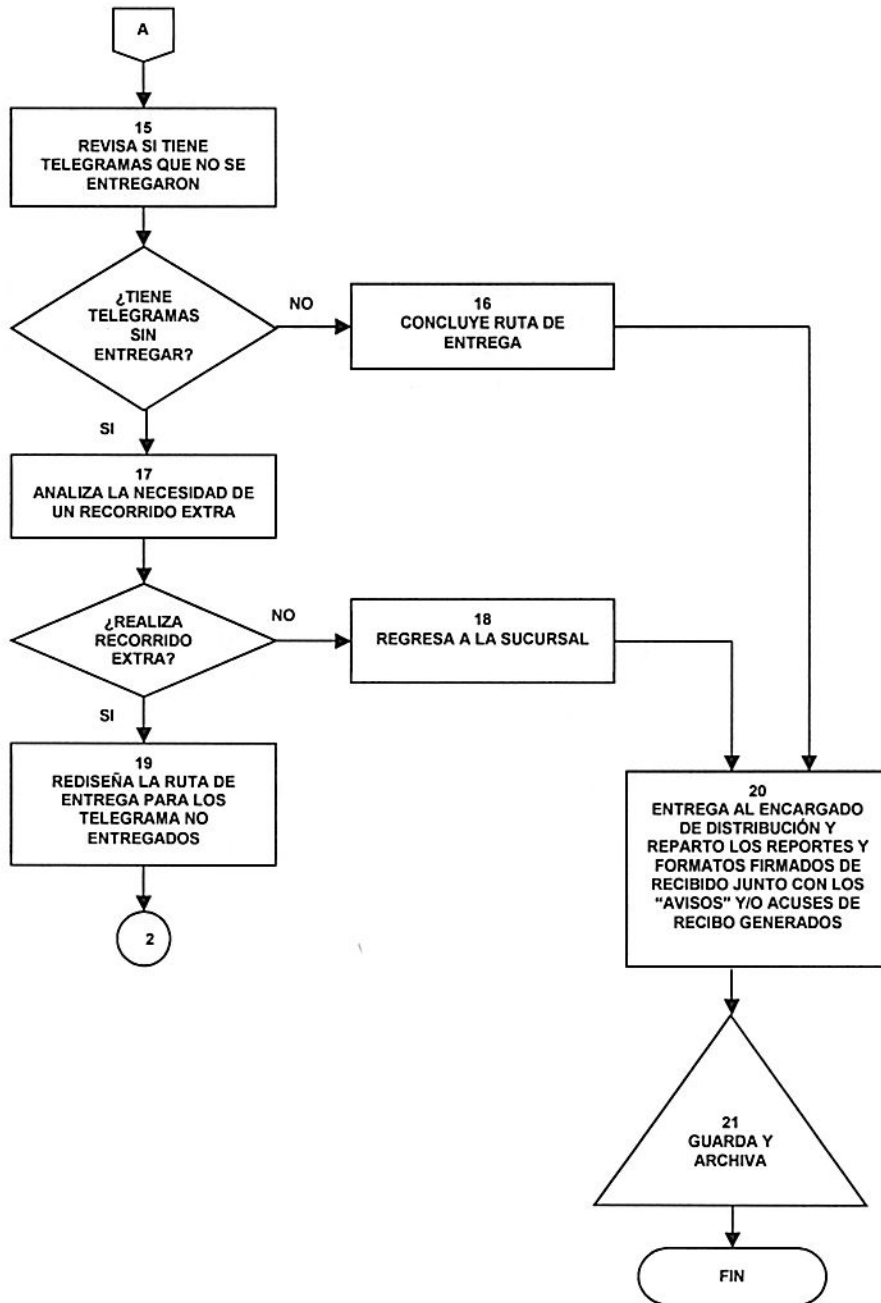 A
15
REVISA SI TIENE
TELEGRAMAS QUE NO SE
ENTREGARON
¿TIENE
TELEGRAMAS
SIN
ENTREGAR?
NO
16
CONCLUYE RUTA DE
ENTREGA
SI
17
ANALIZA LA NECESIDAD DE
UN RECORRIDO EXTRA
¿REALIZA
RECORRIDO
EXTRA?
NO
18
REGRESA A LA SUCURSAL
SI
19
REDISEÑA LA RUTA DE
ENTREGA PARA LOS
TELEGRAMA NO
ENTREGADOS
2
20
ENTREGA AL ENCARGADO
DE DISTRIBUCIÓN Y
REPARTO LOS REPORTES Y
FORMATOS FIRMADOS DE
RECIBIDO JUNTO CON LOS
“AVISOS” Y/O ACUSES DE
RECIBO GENERADOS
21
GUARDA Y
ARCHIVA
FIN